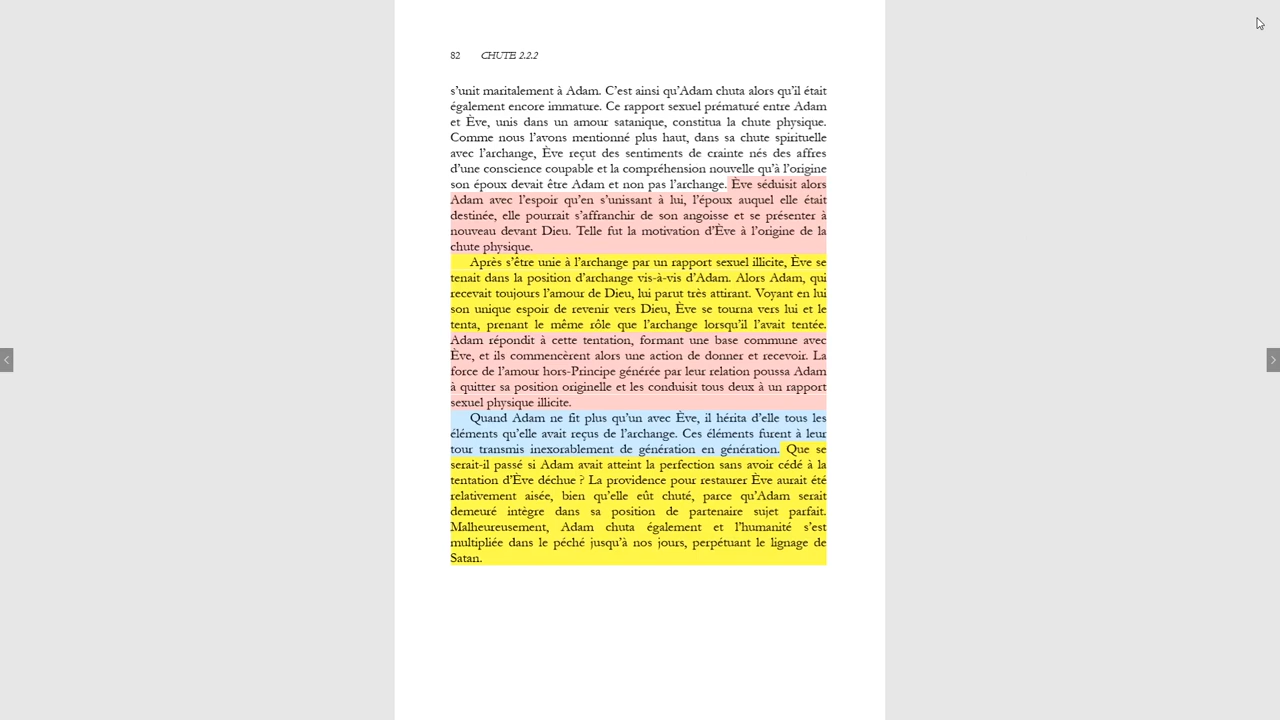 82 CHUTE 2.2.2
s'unit maritalement à Adam. C'est ainsi qu'Adam chuta alors qu'il était
également encore immature. Ce rapport sexuel prématuré entre Adam
et Ève, unis dans un amour satanique, constitua la chute physique.
Comme nous l'avons mentionné plus haut, dans sa chute spirituelle
avec l'archange, Ève reçut des sentiments de crainte nés des affres
d'une conscience coupable et la compréhension nouvelle qu'à l'origine
son époux devait être Adam et non pas l'archange. Ève séduisit alors
Adam avec l'espoir qu'en s'unissant à lui, l'époux auquel elle était
destinée, elle pourrait s'affranchir de son angoisse et se présenter à
nouveau devant Dieu. Telle fut la motivation d'Ève à l'origine de la
chute physique.
Après s'être unie à l'archange par un rapport sexuel illicite, Ève se
tenait dans la position d'archange vis-à-vis d'Adam. Alors Adam, qui
recevait toujours l'amour de Dieu, lui parut très attirant. Voyant en lui
son unique espoir de revenir vers Dieu, Ève se tourna vers lui et le
tenta, prenant le même rôle que l'archange lorsqu'il l'avait tentée.
Adam répondit à cette tentation, formant une base commune avec
Ève, et ils commencèrent alors une action de donner et recevoir. La
force de l'amour hors-Principe générée par leur relation poussa Adam
à quitter sa position originelle et les conduisit tous deux à un rapport
sexuel physique illicite.
Quand Adam ne fit plus qu'un avec Ève, il hérita d'elle tous les
éléments qu'elle avait reçus de l'archange. Ces éléments furent à leur
tour transmis inexorablement de génération en génération. Que se
serait-il passé si Adam avait atteint la perfection sans avoir cédé à la
tentation d'Ève déchue ? La providence pour restaurer Ève aurait été
relativement aisée, bien qu'elle eût chuté, parce qu'Adam serait
demeuré intègre dans sa position de partenaire sujet parfait.
Malheureusement, Adam chuta également et l'humanité s'est
multipliée dans le péché jusqu'à nos jours, perpétuant le lignage de
Satan.